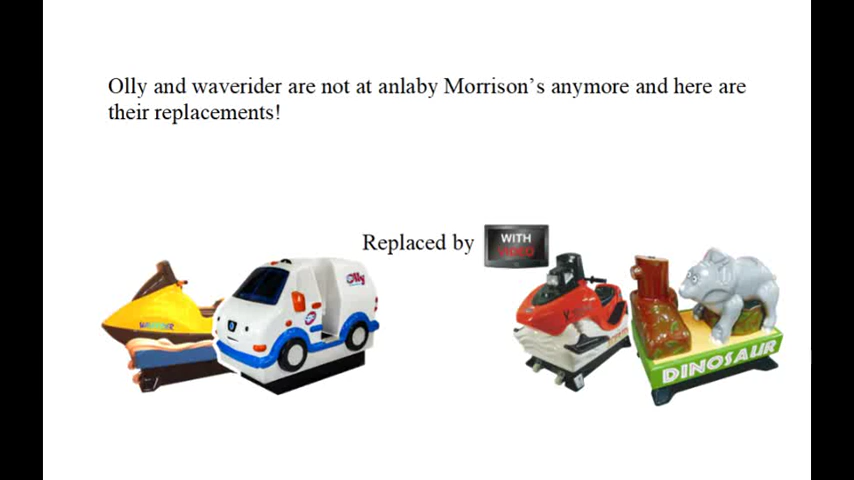 Olly and waverider are not at anlaby Morrison's anymore and here are
their replacements!
Replaced by
WITH
VIDEO
Olly
WAVERIDER
DINOSAUR